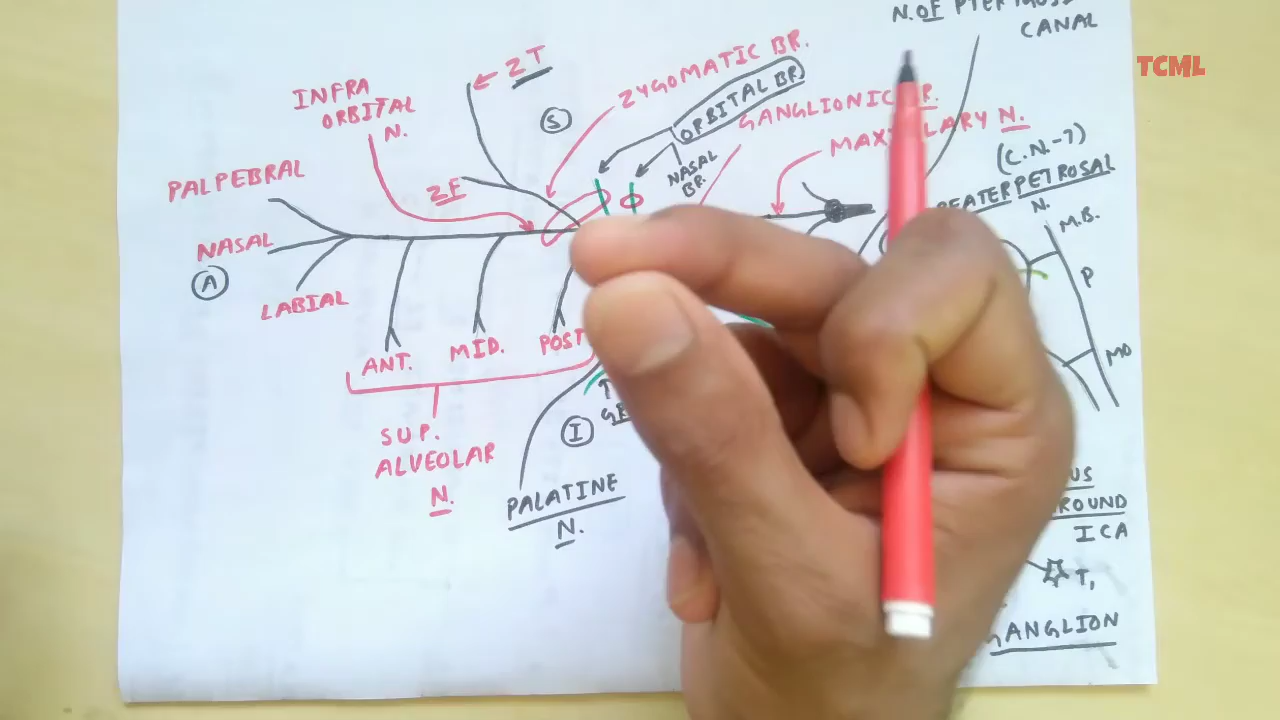 N. OF
CANAL
TCML
ZT
ZYGOMATIC BR.
ORBITAL BR.
INFRA
ORBITAL
N.
S
GANGLIONIC
MAXILLARY N.
(C.N-7)
NASAL
BR.
PALPEBRAL
ZF
PETROSAL
N.
M.B.
NASAL
A
P
LABIAL
ANT.
MID.
POST
MO
I
SUP.
ALVEOLAR
N.
PALATINE
N.
ROUND
ICA
T1
GANGLION